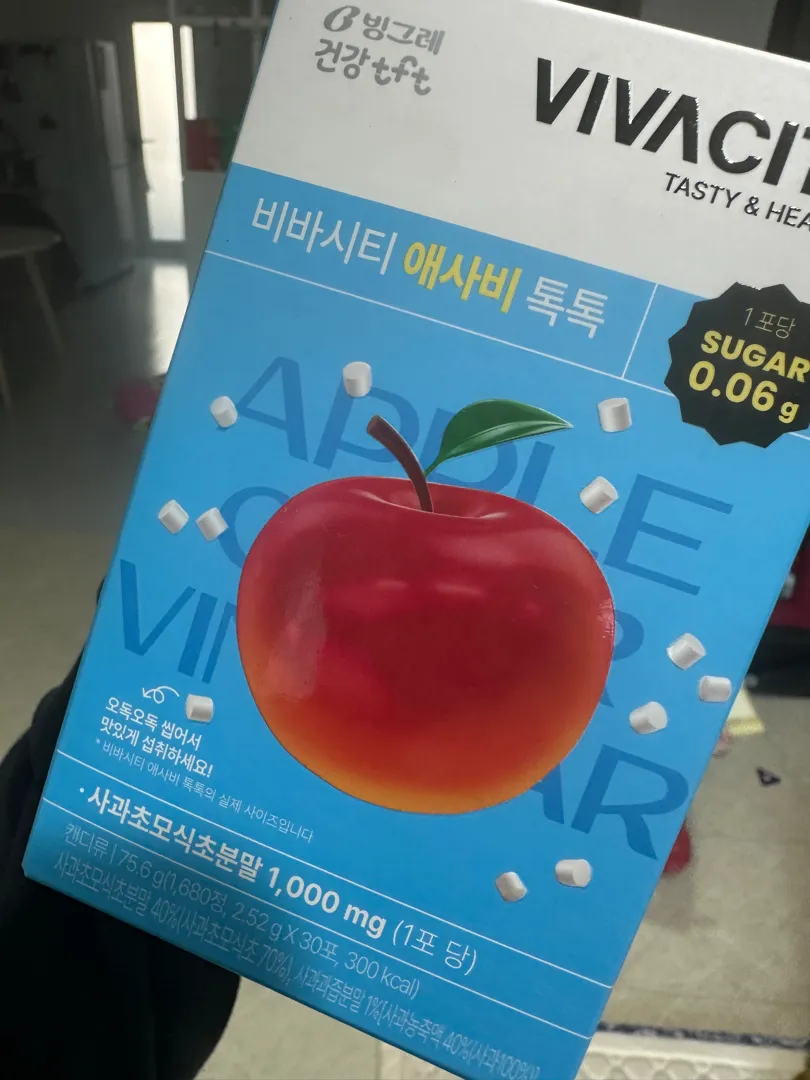 빙그레
건강 tft
VIVACIT
TASTY & HEA
비바시티 애사비 톡톡
1포당
SUGAR
0.06 g
APPLE
VIN
AR
오독오독 씹어서
맛있게 섭취하세요!
* 비바시티 애사비 톡톡의 실제 사이즈입니다
· 사과초모식초분말 1,000 mg (1포 당)
캔디류 | 75.6 g(1,680정, 2.52 g X 30포, 300 kcal)
사과초모식초분말 40%(사과초모식초 70%), 사과과즙분말 1%[사과농축액 40%(사과100%)]